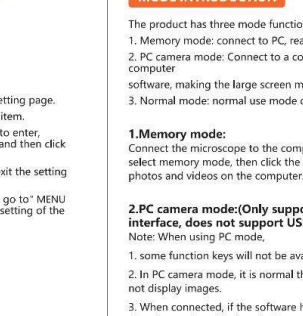 etting page.
item.
to enter,
and then click
xit the setting
go to" MENU
setting of the
MODE INTRODUCTION
The product has three mode functio
1. Memory mode: connect to PC, rea
2. PC camera mode: Connect to a co
computer
software, making the large screen m
3. Normal mode: normal use mode
1.Memory mode:
Connect the microscope to the comp
select memory mode, then click the
photos and videos on the computer.
2.PC camera mode:(Only suppo
interface, does not support US
Note: When using PC mode,
1. some function keys will not be ava
2. In PC camera mode, it is normal th
not display images.
3. When connected, if the software h